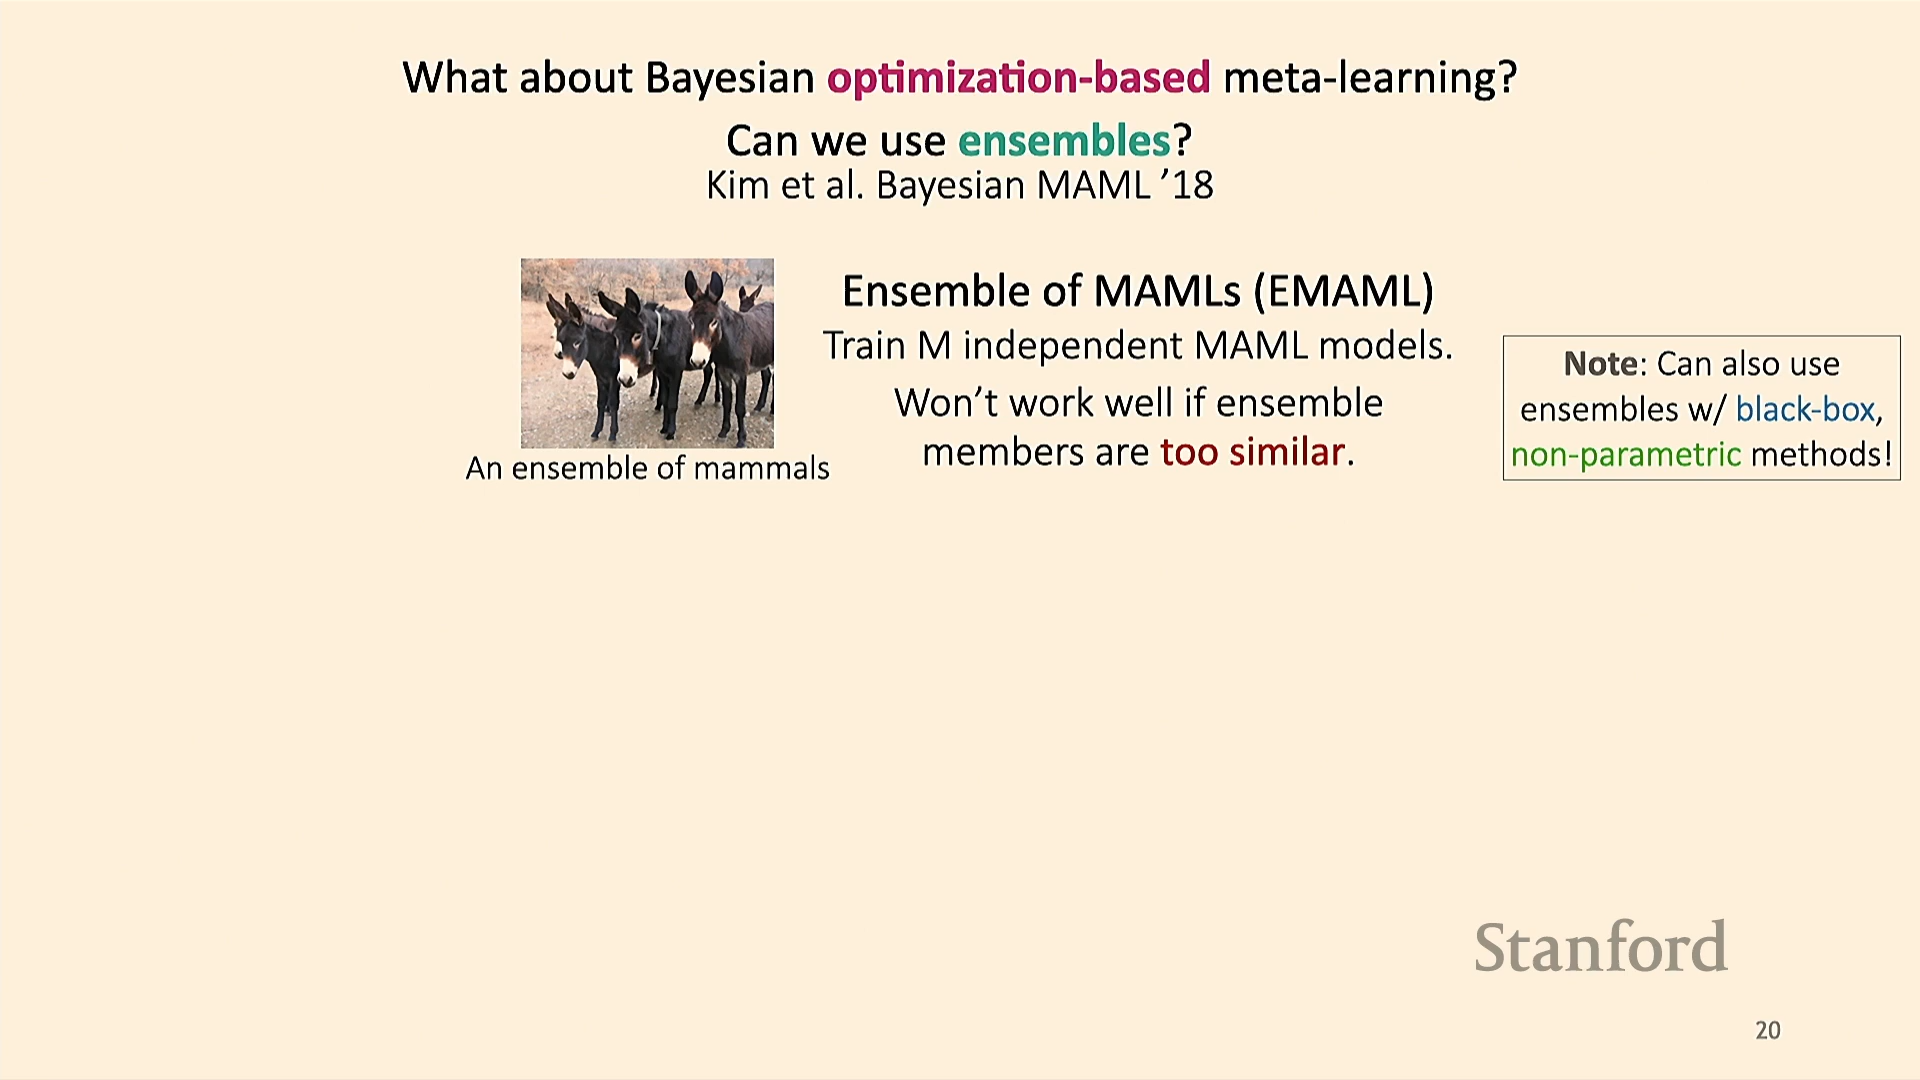 What about Bayesian optimization-based meta-learning?
Can we use ensembles?
Kim et al. Bayesian MAML ’18
Ensemble of MAMLs (EMAML)
Train M independent MAML models.
Won’t work well if ensemble
members are too similar.
An ensemble of mammals
Note: Can also use
ensembles w/ black-box,
non-parametric methods!
Stanford
20